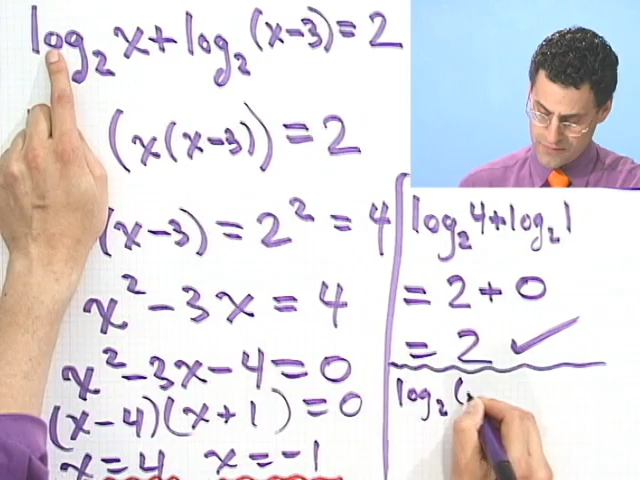 log₂ x + log₂ (x-3) = 2
(x(x-3)) = 2
(x-3) = 2² = 4
x² - 3x = 4
x² - 3x - 4 = 0
(x-4)(x+1) = 0
x = 4 x = -1
log₂ 4 + log₂ 1
= 2 + 0
= 2 ✓
log₂ (